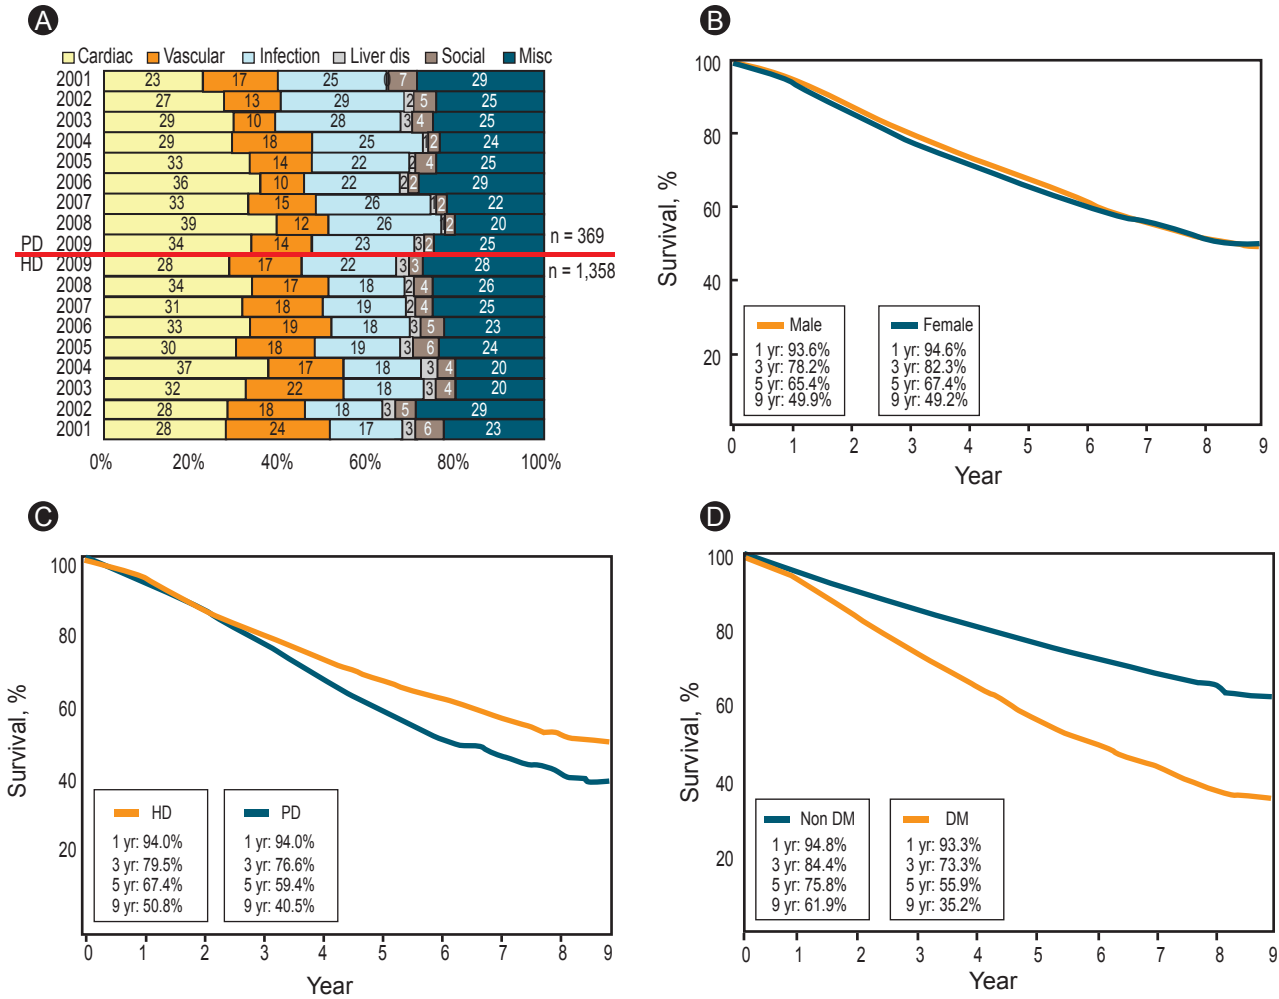 A
Cardiac Vascular Infection Liver dis Social Misc
2001 23 17 25 0 7 29
2002 27 13 29 2 5 25
2003 29 10 28 3 4 25
2004 29 18 25 1 2 24
2005 33 14 22 2 4 25
2006 36 10 22 2 2 29
2007 33 15 26 1 2 22
2008 39 12 26 1 2 20
PD 2009 34 14 23 3 2 25 n = 369
HD 2009 28 17 22 3 3 28 n = 1,358
2008 34 17 18 2 4 26
2007 31 18 19 2 4 25
2006 33 19 18 3 5 23
2005 30 18 19 3 6 24
2004 37 17 18 3 4 20
2003 32 22 18 3 4 20
2002 28 18 18 3 5 29
2001 28 24 17 3 6 23
0% 20% 40% 60% 80% 100%
B
100
80
60
40
20
Survival, %
Male
1 yr: 93.6%
3 yr: 78.2%
5 yr: 65.4%
9 yr: 49.9%
Female
1 yr: 94.6%
3 yr: 82.3%
5 yr: 67.4%
9 yr: 49.2%
0 1 2 3 4 5 6 7 8 9
Year
C
100
80
60
40
20
Survival, %
HD
1 yr: 94.0%
3 yr: 79.5%
5 yr: 67.4%
9 yr: 50.8%
PD
1 yr: 94.0%
3 yr: 76.6%
5 yr: 59.4%
9 yr: 40.5%
0 1 2 3 4 5 6 7 8 9
Year
D
100
80
60
40
20
Survival, %
Non DM
1 yr: 94.8%
3 yr: 84.4%
5 yr: 75.8%
9 yr: 61.9%
DM
1 yr: 93.3%
3 yr: 73.3%
5 yr: 55.9%
9 yr: 35.2%
0 1 2 3 4 5 6 7 8 9
Year